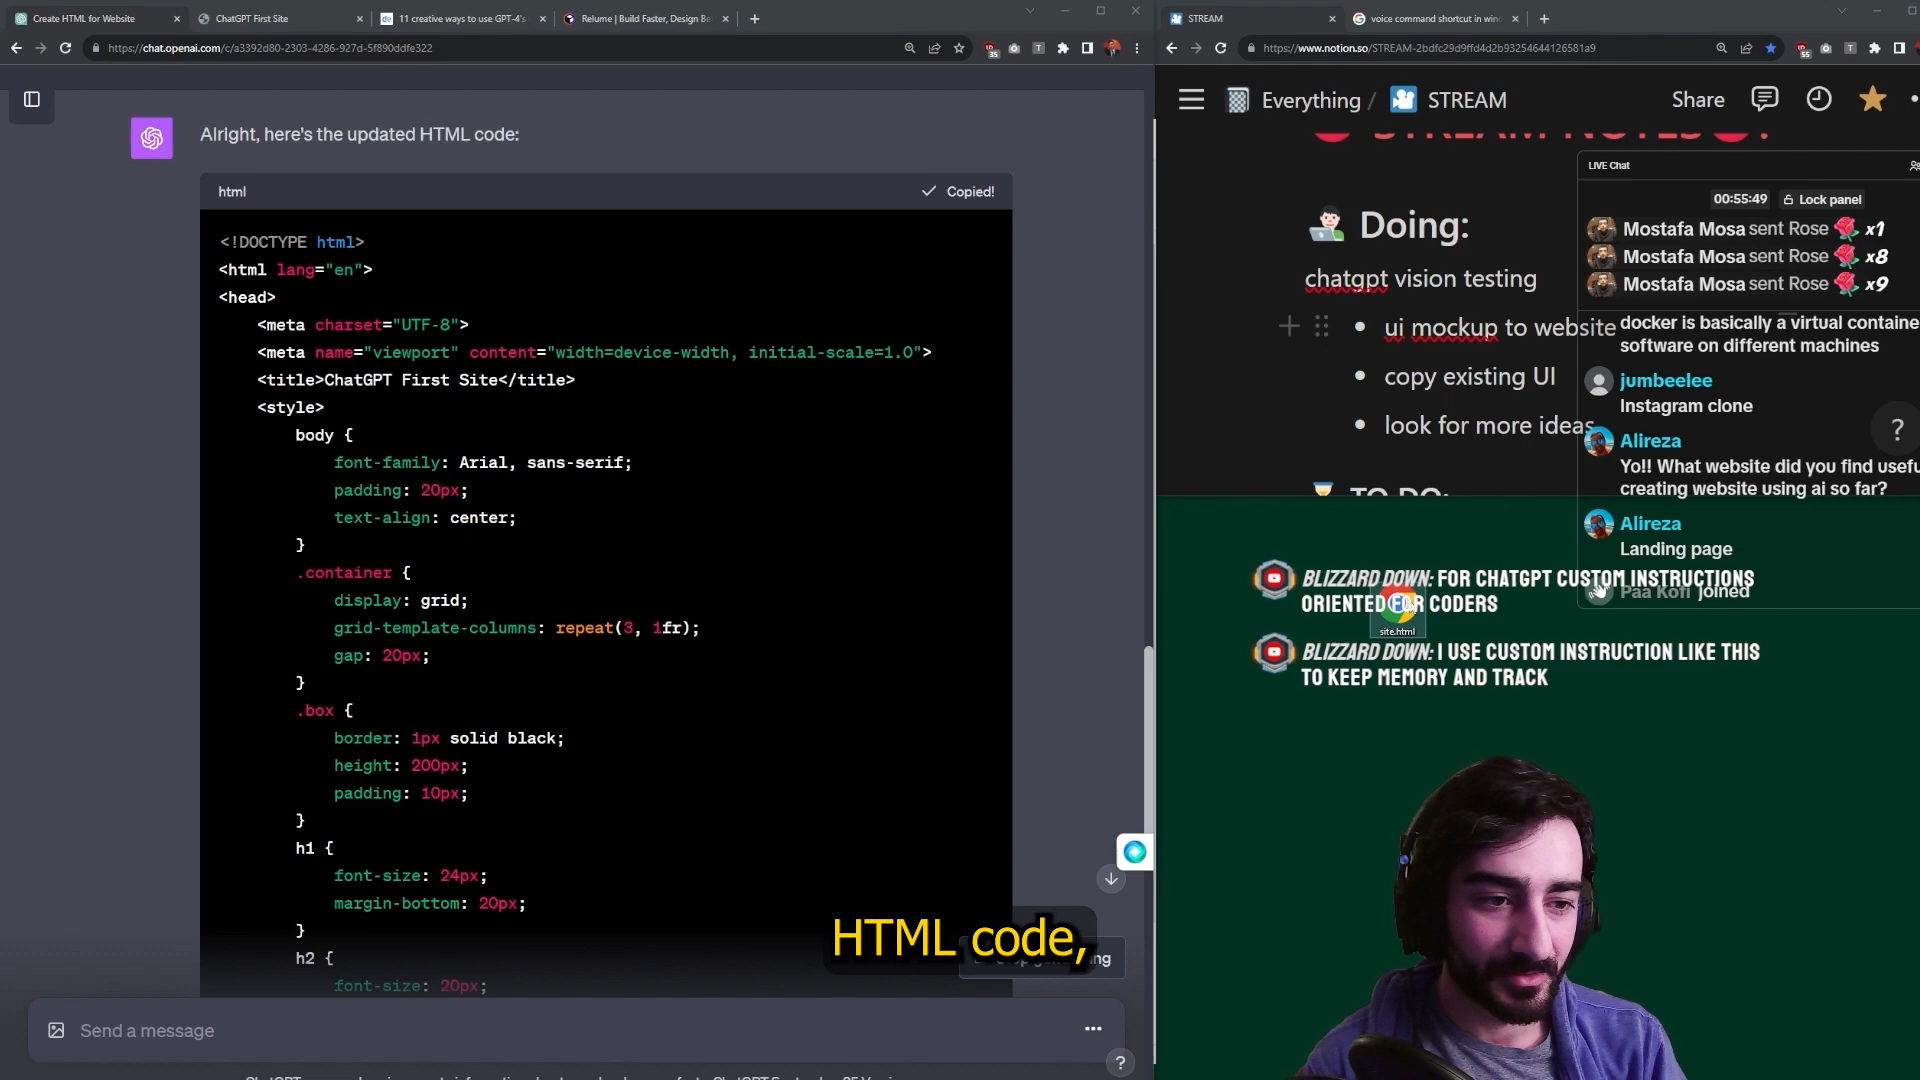 Create HTML for Website
ChatGPT First Site
11 creative ways to use GPT-4's
Relume | Build Faster, Design Be
https://chat.openai.com/c/a3392d80-2303-4286-927d-5f890ddfe322
35
Alright, here's the updated HTML code:
html
Copied!
<!DOCTYPE html>
<html lang="en">
<head>
<meta charset="UTF-8">
<meta name="viewport" content="width=device-width, initial-scale=1.0">
<title>ChatGPT First Site</title>
<style>
body {
font-family: Arial, sans-serif;
padding: 20px;
text-align: center;
}
.container {
display: grid;
grid-template-columns: repeat(3, 1fr);
gap: 20px;
}
.box {
border: 1px solid black;
height: 200px;
padding: 10px;
}
h1 {
font-size: 24px;
margin-bottom: 20px;
}
h2 {
font-size: 20px;
HTML code,
Send a message
?
STREAM
voice command shortcut in wind
https://www.notion.so/STREAM-2bdfc29d9ffd4d2b93254644126581a9
55
Everything / STREAM
Share
STREAM NOTES
Doing:
chatgpt vision testing
ui mockup to website
copy existing UI
look for more ideas
TO DO:
LIVE Chat
00:55:49 Lock panel
Mostafa Mosa sent Rose x1
Mostafa Mosa sent Rose x8
Mostafa Mosa sent Rose x9
docker is basically a virtual containe
software on different machines
jumbeelee
Instagram clone
Alireza
Yo!! What website did you find usefu
creating website using ai so far?
Alireza
Landing page
Paa Kofi joined
?
BLIZZARD DOWN: FOR CHATGPT CUSTOM INSTRUCTIONS
ORIENTED FOR CODERS
site.html
BLIZZARD DOWN: I USE CUSTOM INSTRUCTION LIKE THIS
TO KEEP MEMORY AND TRACK